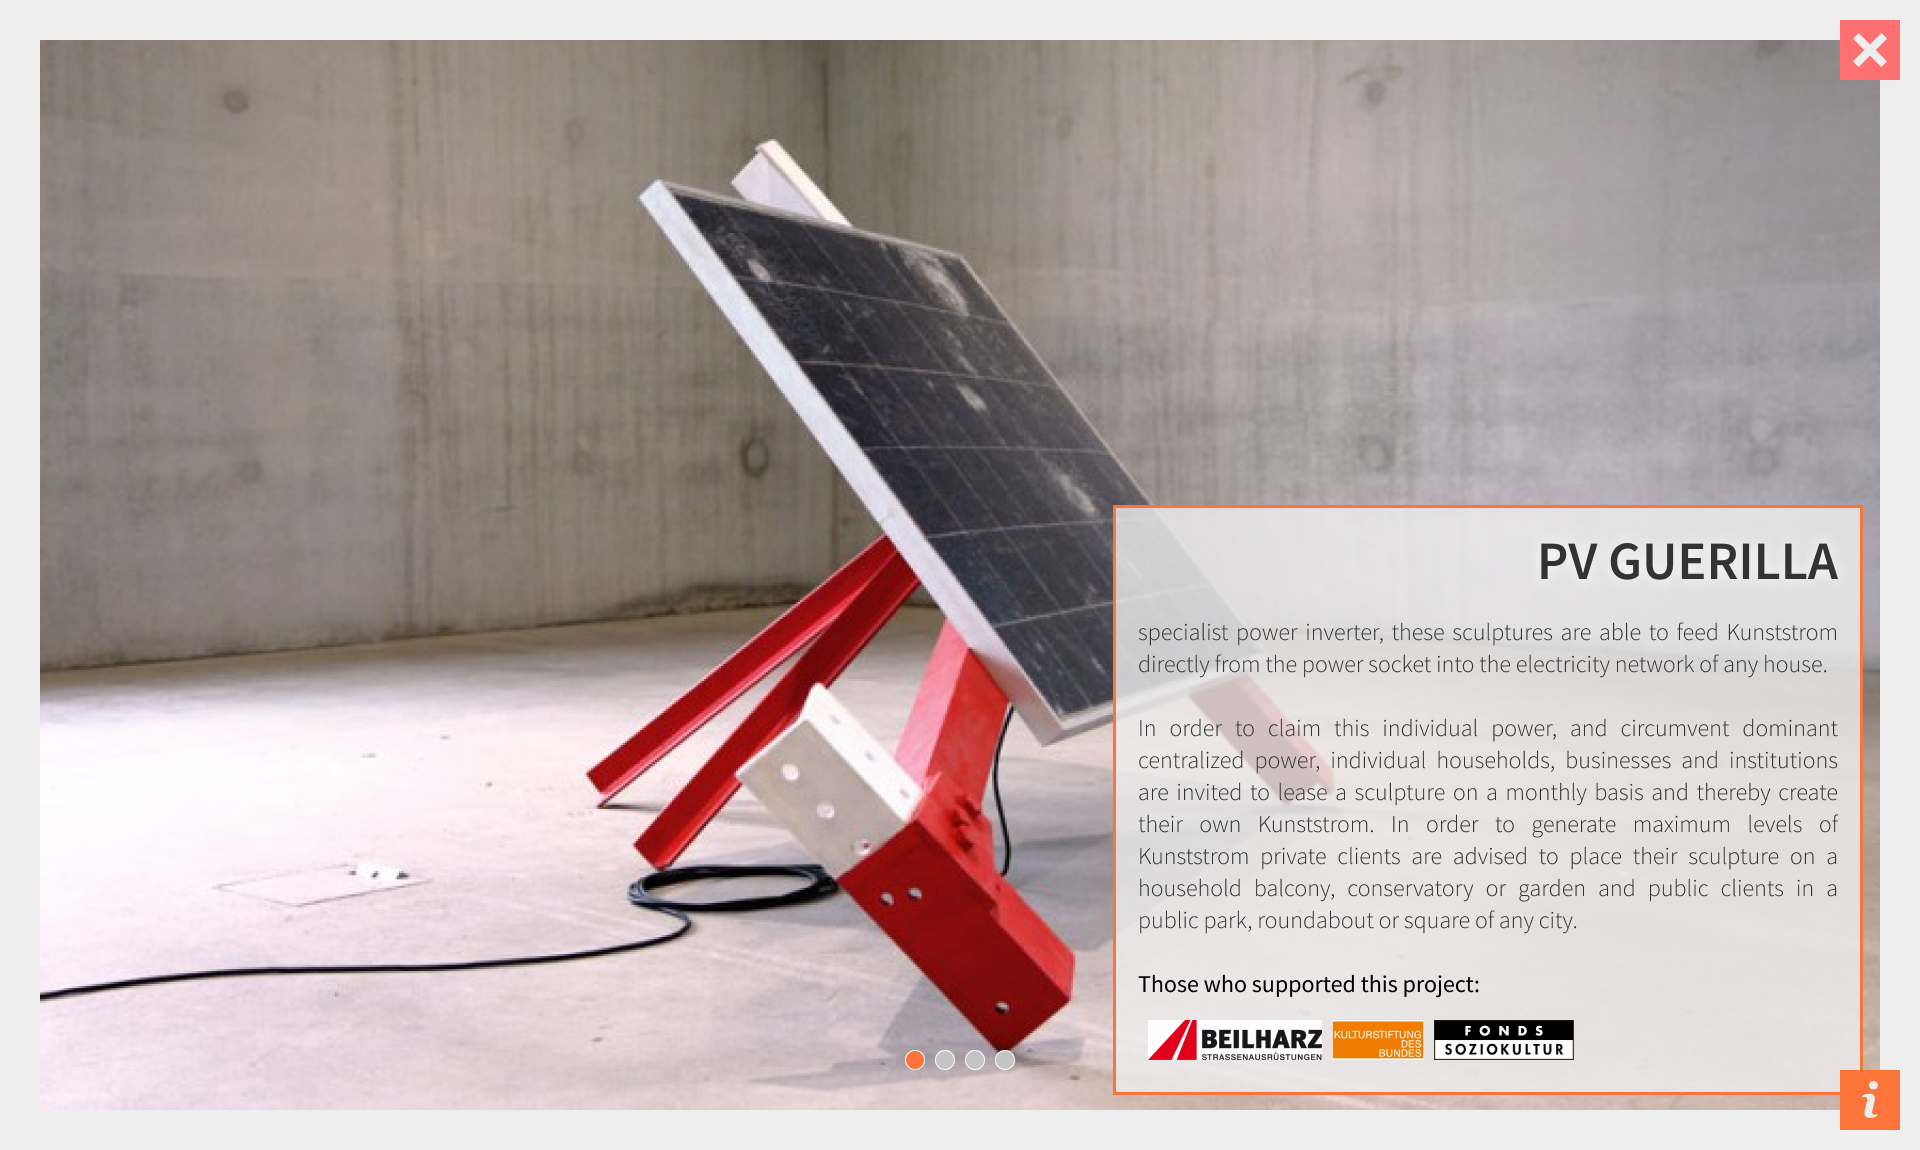 PV GUERILLA
specialist power inverter, these sculptures are able to feed Kunststrom
directly from the power socket into the electricity network of any house.
In order to claim this individual power, and circumvent dominant
centralized power, individual households, businesses and institutions
are invited to lease a sculpture on a monthly basis and thereby create
their own Kunststrom. In order to generate maximum levels of
Kunststrom private clients are advised to place their sculpture on a
household balcony, conservatory or garden and public clients in a
public park, roundabout or square of any city.
Those who supported this project:
BEILHARZ
STRASSENAUSRÜSTUNGEN
KULTURSTIFTUNG
DES
BUNDES
FONDS
SOZIOKULTUR
i